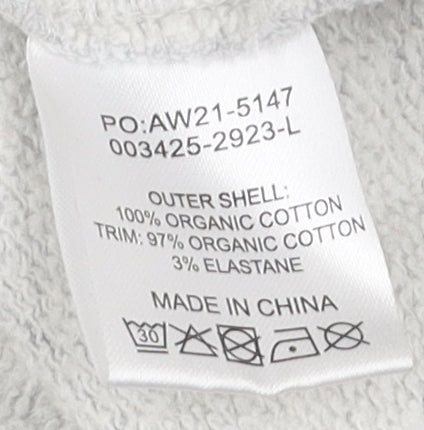 PO:AW21-5147
003425-2923-L
OUTER SHELL:
100% ORGANIC COTTON
TRIM: 97% ORGANIC COTTON
3% ELASTANE
MADE IN CHINA
30